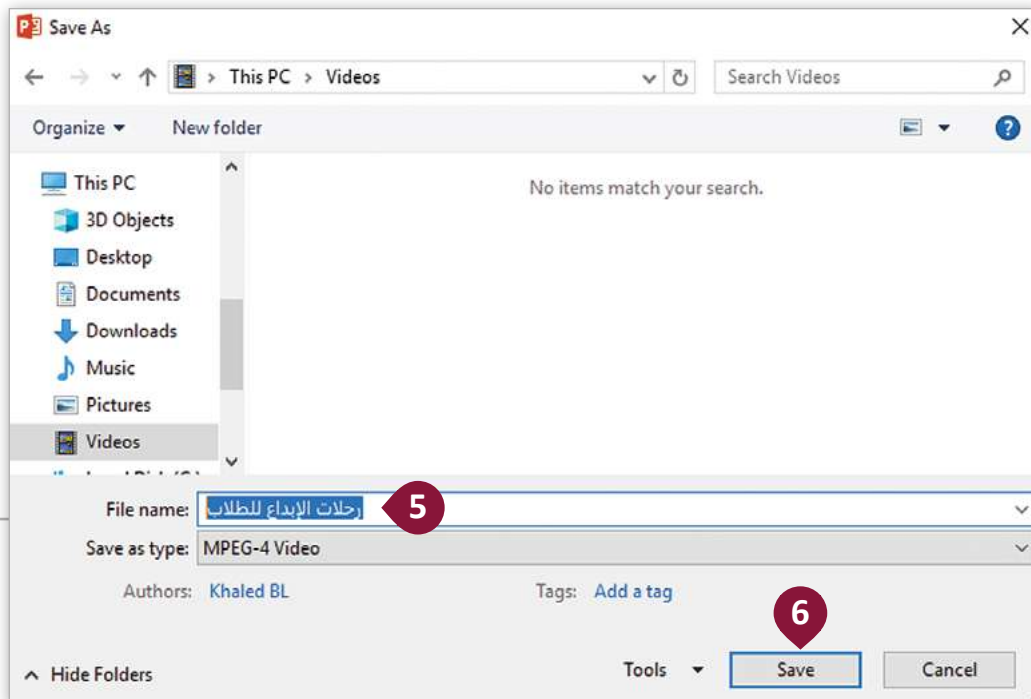 Save As
This PC > Videos
Search Videos
Organize
New folder
This PC
3D Objects
Desktop
Documents
Downloads
Music
Pictures
Videos
No items match your search.
File name: رحلات الإبداع للطلاب
5
Save as type: MPEG-4 Video
Authors: Khaled BL
Tags: Add a tag
6
Hide Folders
Tools
Save
Cancel